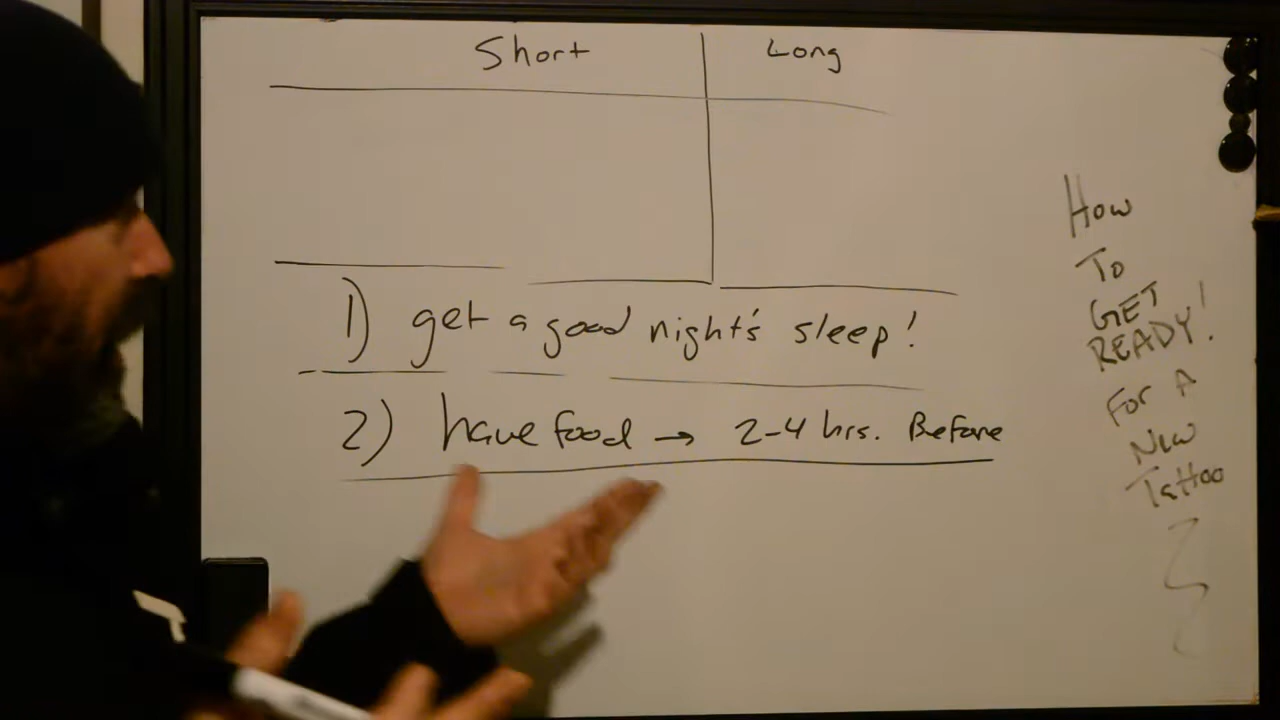 Short
Long
1) get a good night's sleep!
2) have food → 2-4 hrs. Before
How
To
GET
READY!
For A
New
Tattoo